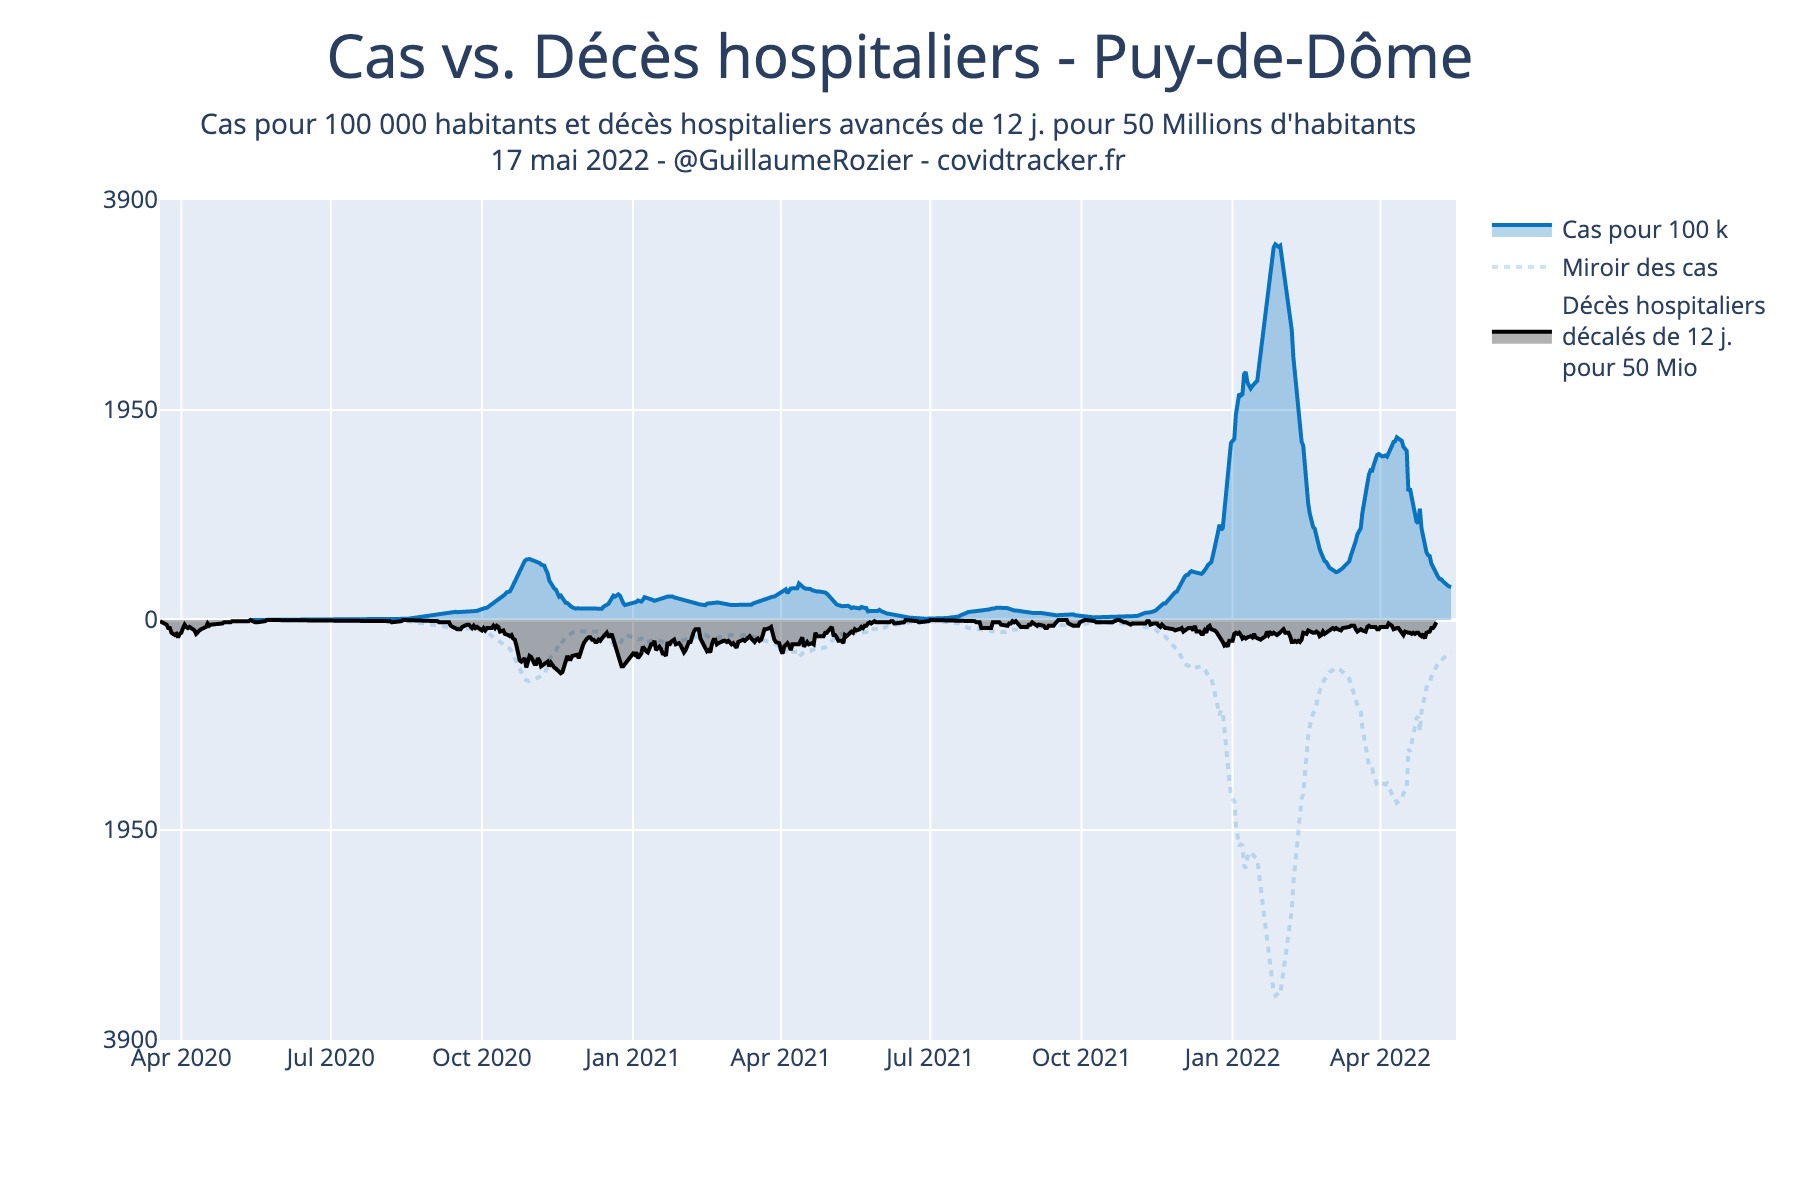 Cas vs. Décès hospitaliers - Puy-de-Dôme
Cas pour 100 000 habitants et décès hospitaliers avancés de 12 j. pour 50 Millions d'habitants
17 mai 2022 - @GuillaumeRozier - covidtracker.fr
3900
1950
0
1950
3900
Apr 2020
Jul 2020
Oct 2020
Jan 2021
Apr 2021
Jul 2021
Oct 2021
Jan 2022
Apr 2022
Cas pour 100 k
Miroir des cas
Décès hospitaliers
décalés de 12 j.
pour 50 Mio